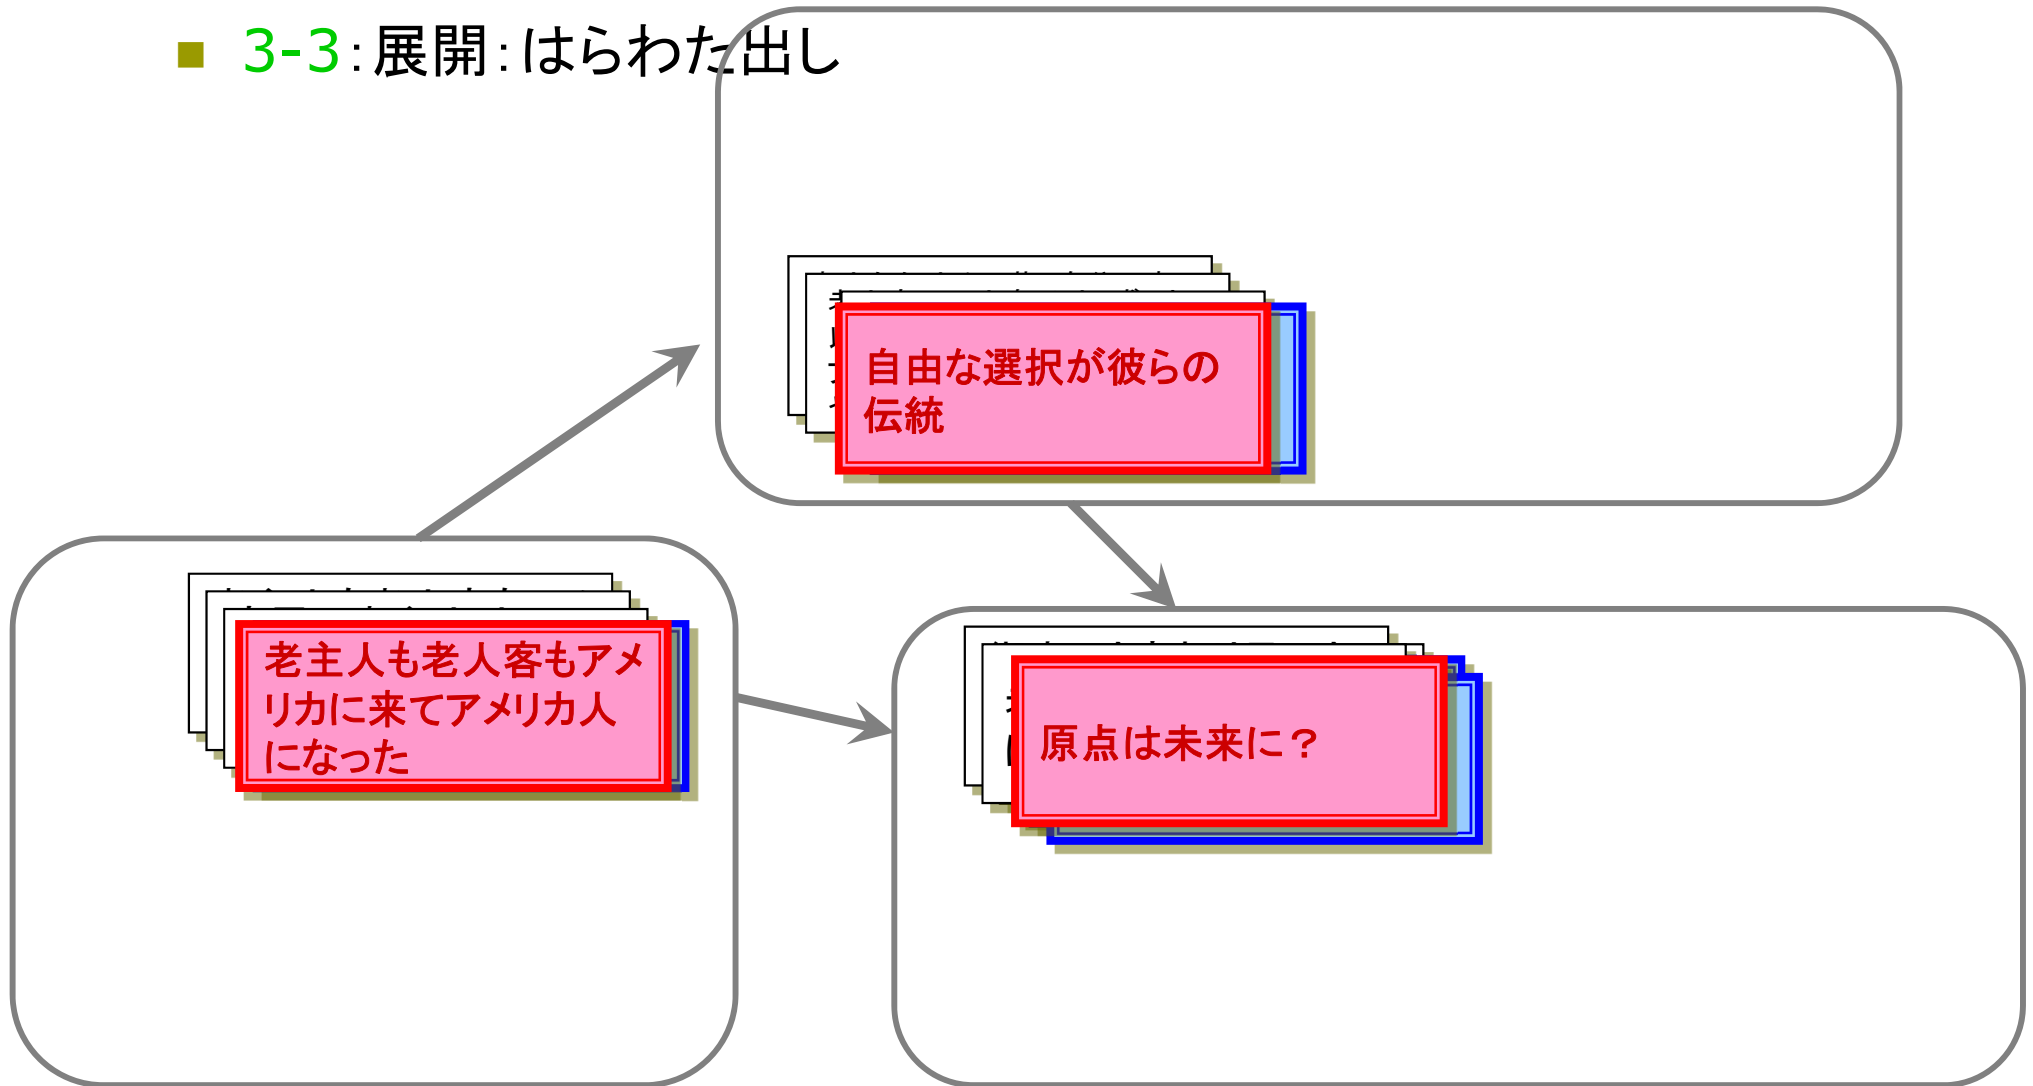 3-3：展開：はらわた出し
自由な選択が彼らの
伝統
老主人も老人客もアメ
リカに来てアメリカ人
になった
原点は未来に？